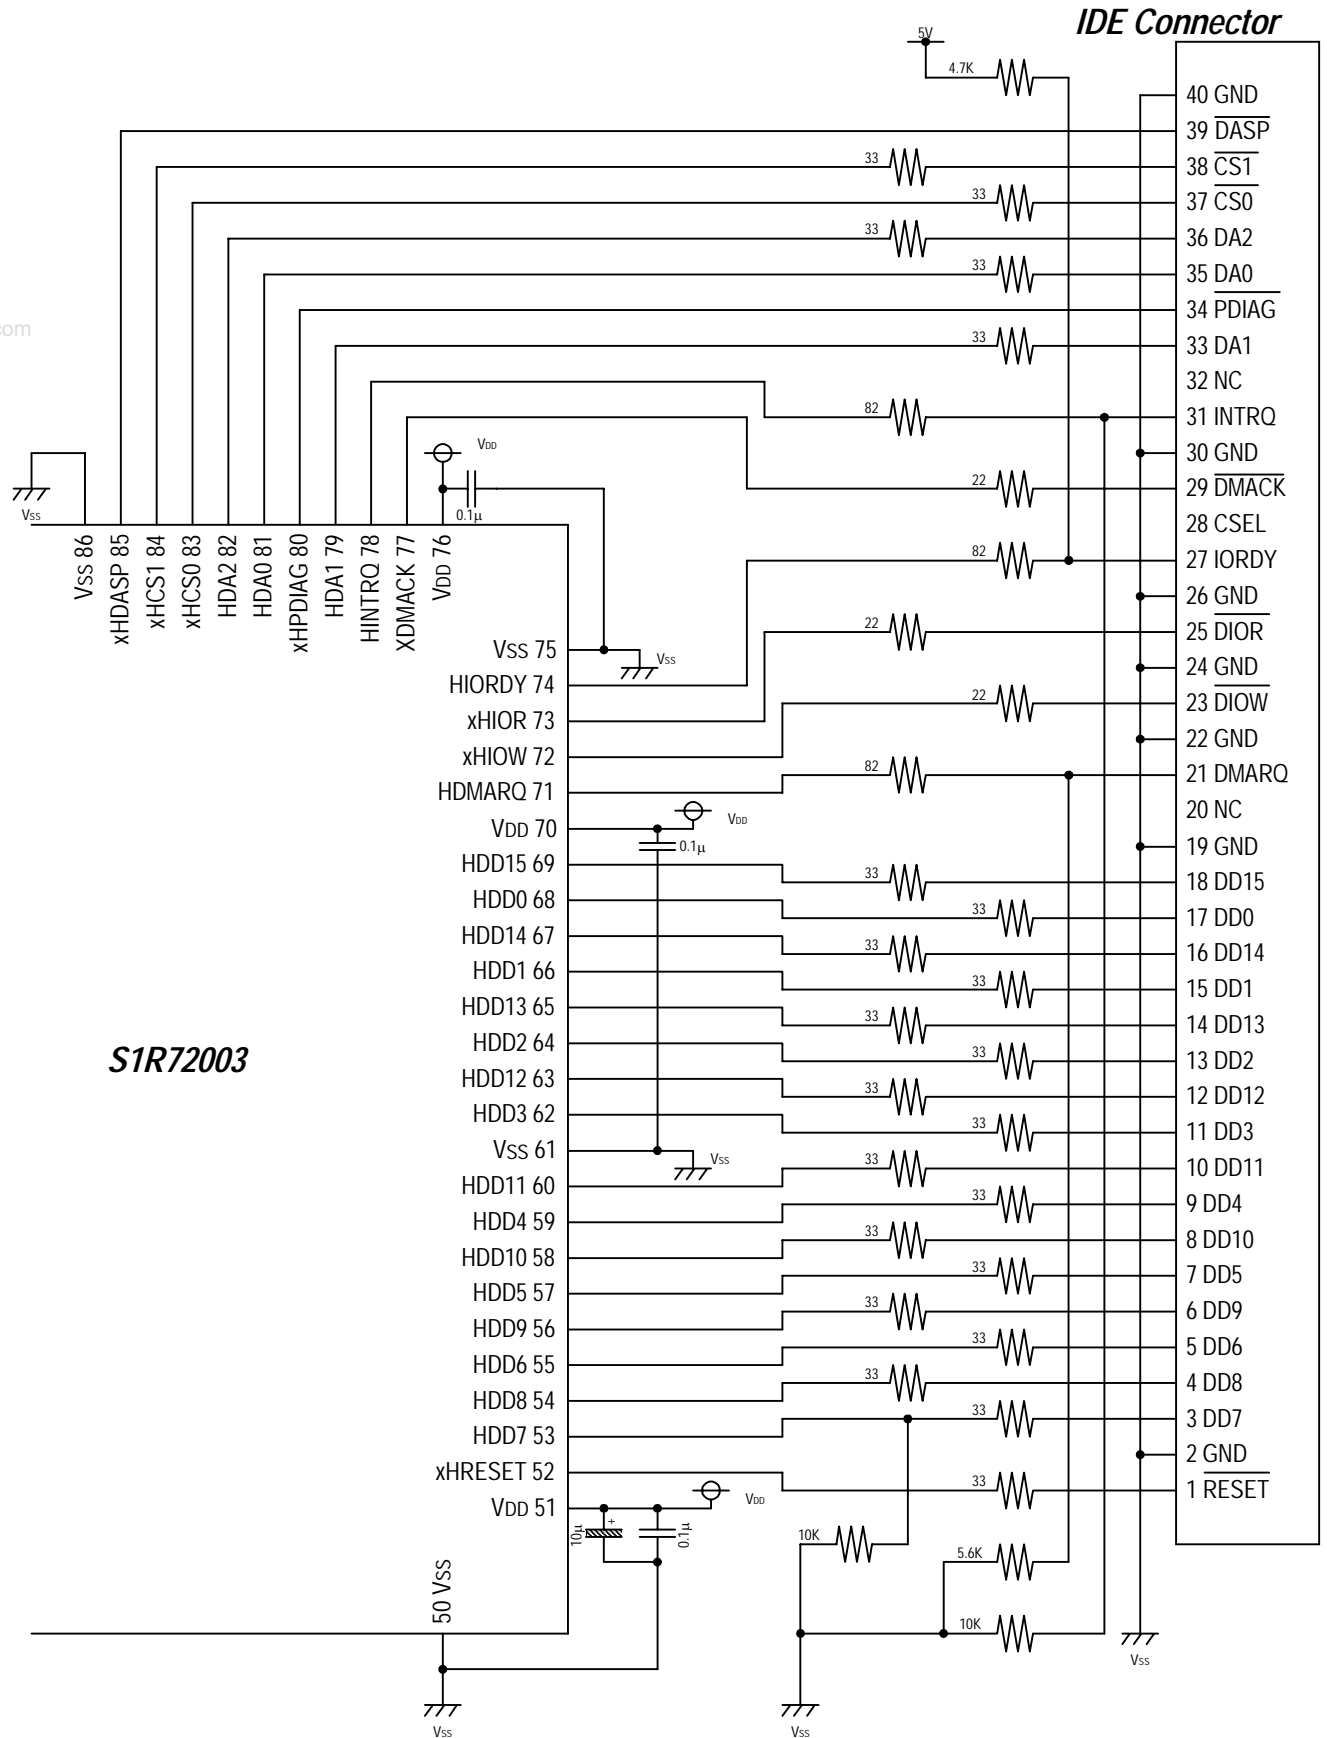 IDE Connector
5V
4.7K
40 GND
39 DASP
33
38 CS1
33
37 CS0
33
36 DA2
33
35 DA0
34 PDIAG
com
33
33 DA1
32 NC
82
31 INTRQ
VDD
30 GND
22
29 DMACK
Vss
0.1μ
28 CSEL
Vss 86
xHDASP 85
xHCS1 84
xHCS0 83
HDA2 82
HDA0 81
xHPDIAG 80
HDA1 79
HINTRQ 78
XDMACK 77
VDD 76
82
27 IORDY
26 GND
22
25 DIOR
Vss 75
Vss
24 GND
HIORDY 74
22
23 DIOW
xHIOR 73
22 GND
xHIOW 72
82
21 DMARQ
HDMARQ 71
20 NC
VDD 70
VDD
0.1μ
19 GND
HDD15 69
33
18 DD15
HDD0 68
33
17 DD0
HDD14 67
33
16 DD14
HDD1 66
33
15 DD1
HDD13 65
33
14 DD13
HDD2 64
33
13 DD2
S1R72003
HDD12 63
33
12 DD12
HDD3 62
33
11 DD3
Vss 61
Vss
33
10 DD11
HDD11 60
33
9 DD4
HDD4 59
33
8 DD10
HDD10 58
33
7 DD5
HDD5 57
33
6 DD9
HDD9 56
33
5 DD6
HDD6 55
33
4 DD8
HDD8 54
33
3 DD7
HDD7 53
2 GND
xHRESET 52
33
1 RESET
VDD 51
VDD
10μ
+
0.1μ
10K
5.6K
50 Vss
10K
Vss
Vss
Vss